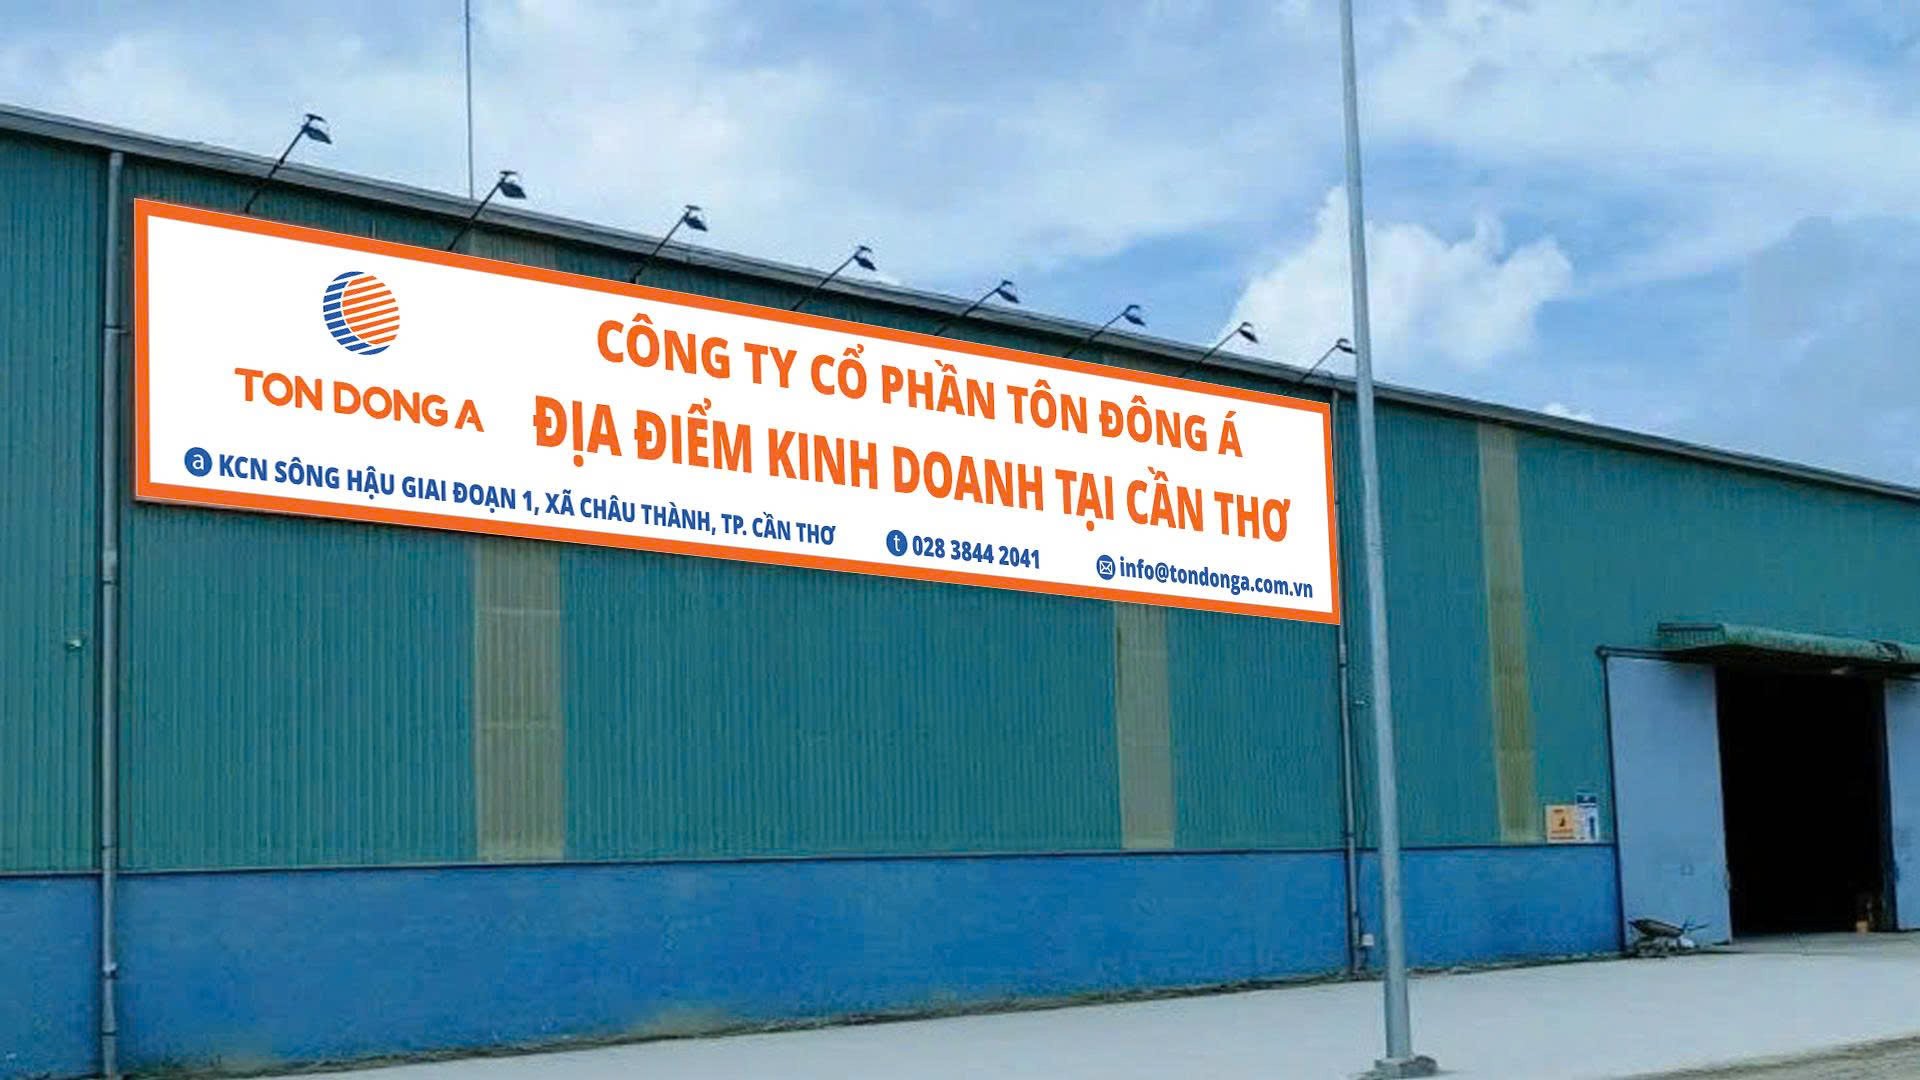 TON DONG A
CÔNG TY CỔ PHẦN TÔN ĐÔNG Á
ĐỊA ĐIỂM KINH DOANH TẠI CẦN THƠ
a KCN SÔNG HẬU GIAI ĐOẠN 1, XÃ CHÂU THÀNH, TP. CẦN THƠ
t 028 3844 2041
info@tondonga.com.vn